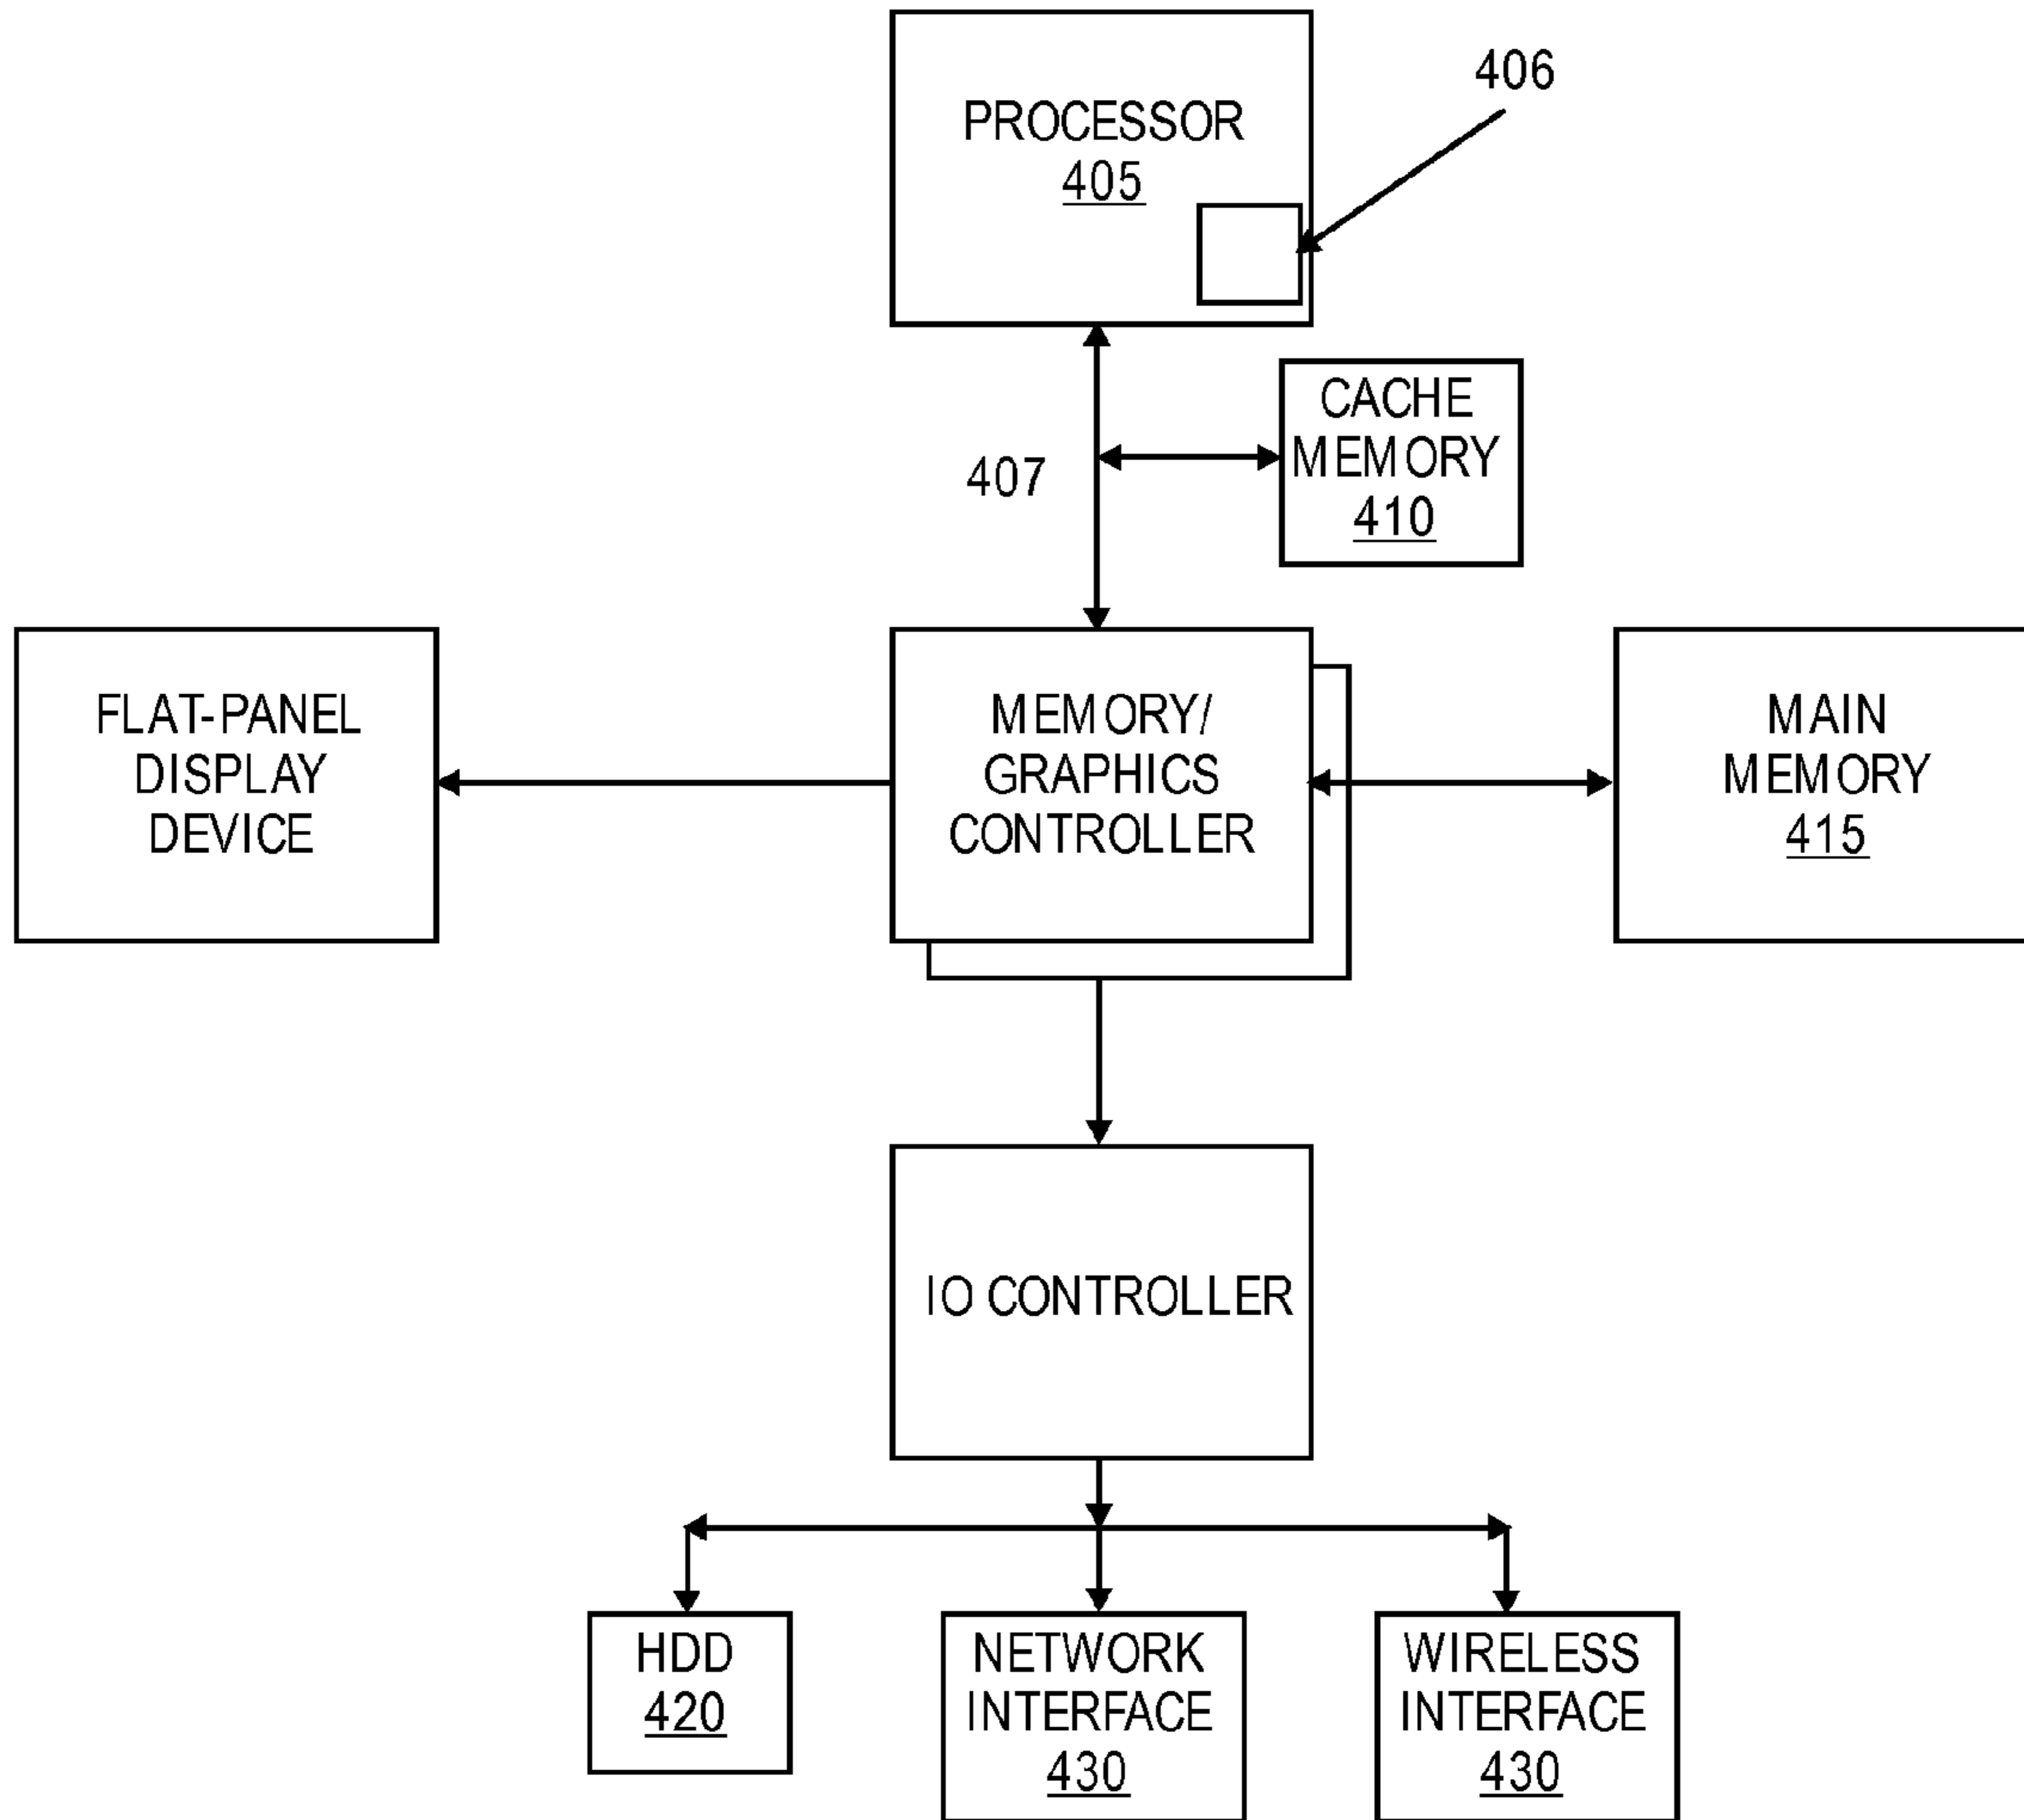 PROCESSOR
405
406
CACHE
MEMORY
410
407
FLAT-PANEL
DISPLAY
DEVICE
MEMORY/
GRAPHICS
CONTROLLER
MAIN
MEMORY
415
IO CONTROLLER
HDD
420
NETWORK
INTERFACE
430
WIRELESS
INTERFACE
430